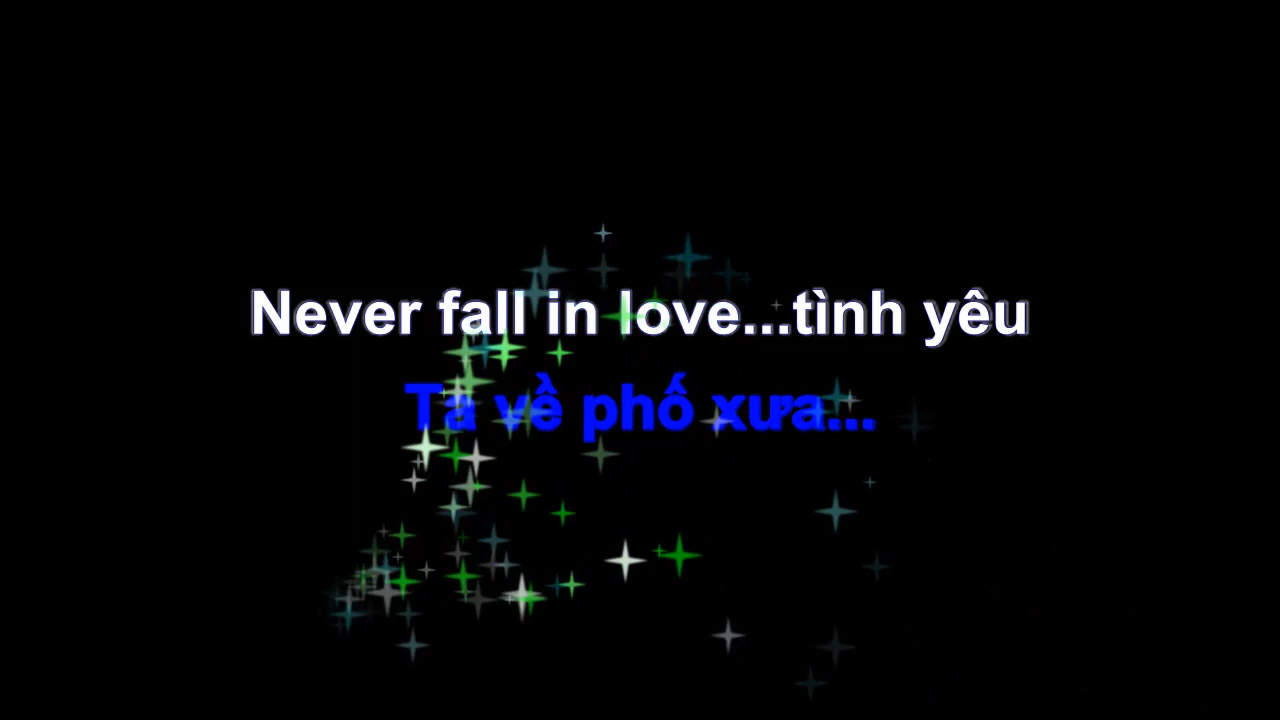 Never fall in love...tình yêu
Ta về phố xưa...